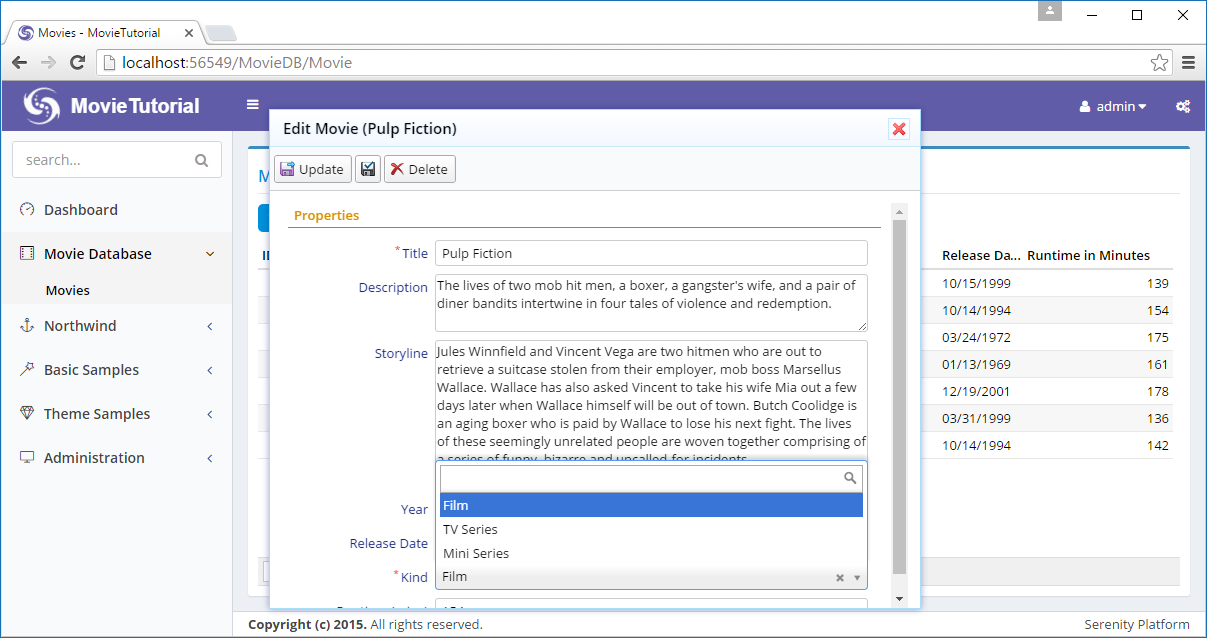 Movies - MovieTutorial
localhost:56549/MovieDB/Movie
MovieTutorial
admin
Edit Movie (Pulp Fiction)
search...
Update
Delete
Dashboard
Movie Database
Movies
Northwind
Basic Samples
Theme Samples
Administration
Properties
*Title
Pulp Fiction
Description
The lives of two mob hit men, a boxer, a gangster's wife, and a pair of
diner bandits intertwine in four tales of violence and redemption.
Storyline
Jules Winnfield and Vincent Vega are two hitmen who are out to
retrieve a suitcase stolen from their employer, mob boss Marsellus
Wallace. Wallace has also asked Vincent to take his wife Mia out a few
days later when Wallace himself will be out of town. Butch Coolidge is
an aging boxer who is paid by Wallace to lose his next fight. The lives
of these seemingly unrelated people are woven together comprising of
a series of funny, bizarre and uncalled-for incidents.
Film
Year
TV Series
Release Date
Mini Series
*Kind
Film
Release Da... Runtime in Minutes
10/15/1999 139
10/14/1994 154
03/24/1972 175
01/13/1969 161
12/19/2001 178
03/31/1999 136
10/14/1994 142
Copyright (c) 2015. All rights reserved.
Serenity Platform